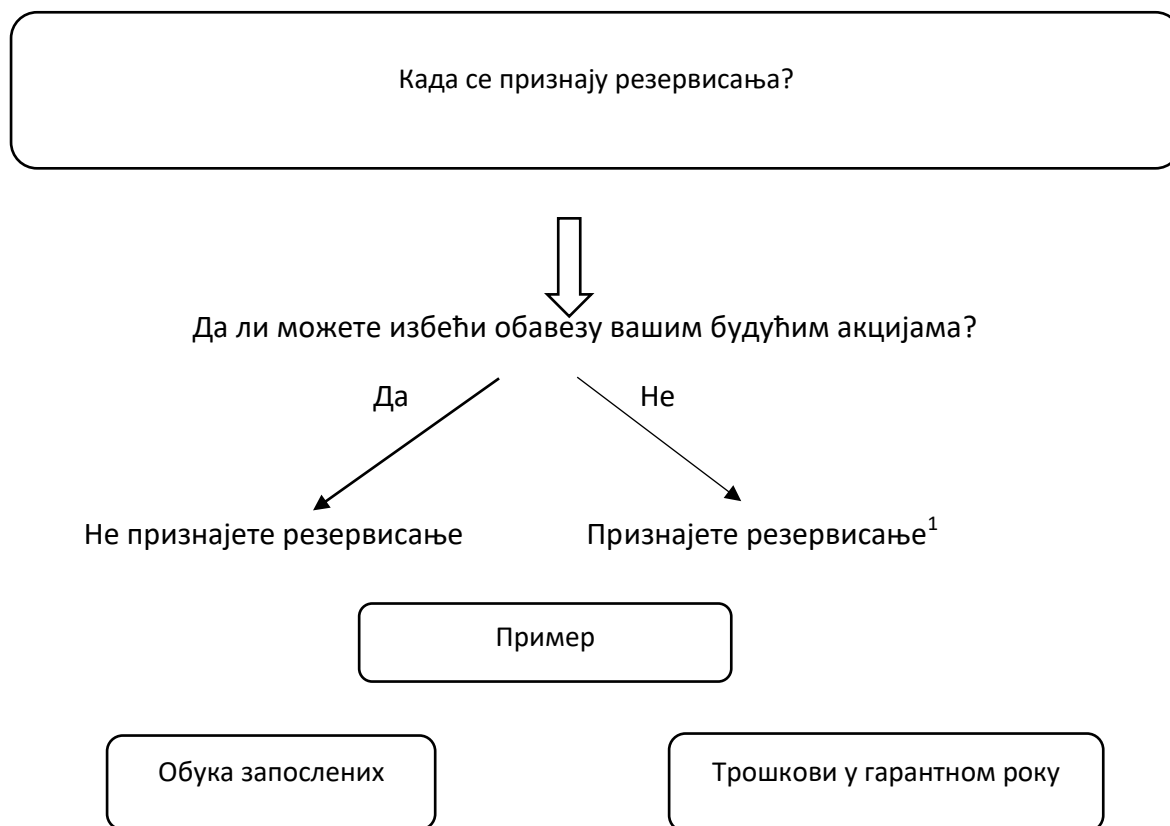 Када се признају резервисања?
Да ли можете избећи обавезу вашим будућим акцијама?
Да
Не
Не признајете резервисање
Признајете резервисање¹
Пример
Обука запослених
Трошкови у гарантном року